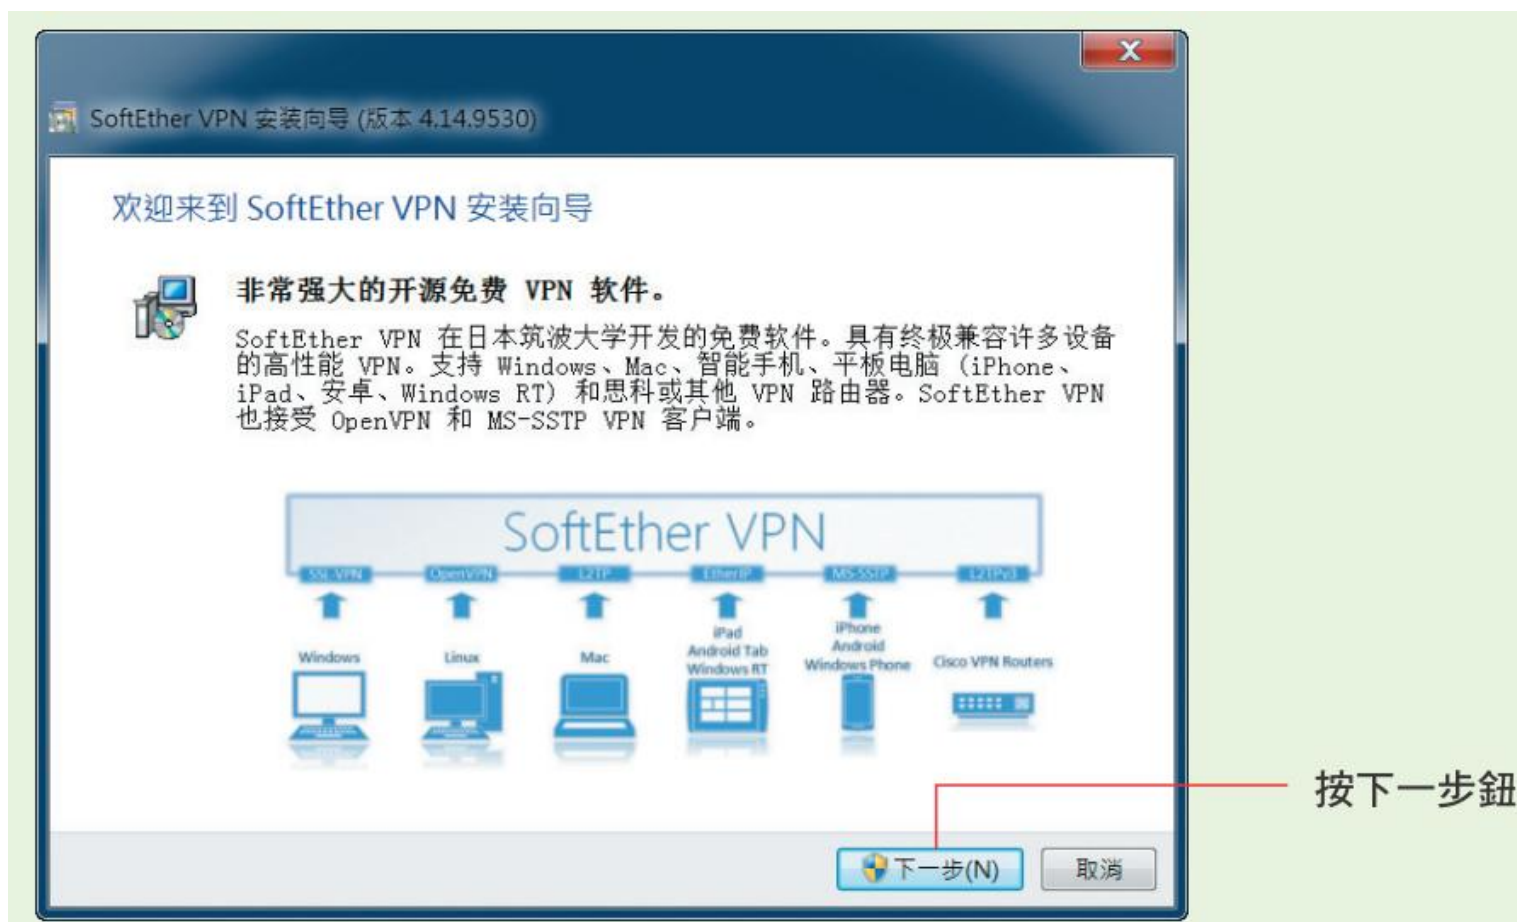 SoftEther VPN 安装向导 (版本 4.14.9530)
欢迎来到 SoftEther VPN 安装向导
非常强大的开源免费 VPN 软件。
SoftEther VPN 在日本筑波大学开发的免费软件。具有终极兼容许多设备
的高性能 VPN。支持 Windows、Mac、智能手机、平板电脑 (iPhone、
iPad、安卓、Windows RT) 和思科或其他 VPN 路由器。SoftEther VPN
也接受 OpenVPN 和 MS-SSTP VPN 客户端。
SoftEther VPN
SSL-VPN OpenVPN L2TP EtherIP MS-SSTP L2TPv3
Windows
Linux
Mac
iPad
Android Tab
Windows RT
iPhone
Android
Windows Phone
Cisco VPN Routers
按下一步鈕
下一步(N) 取消